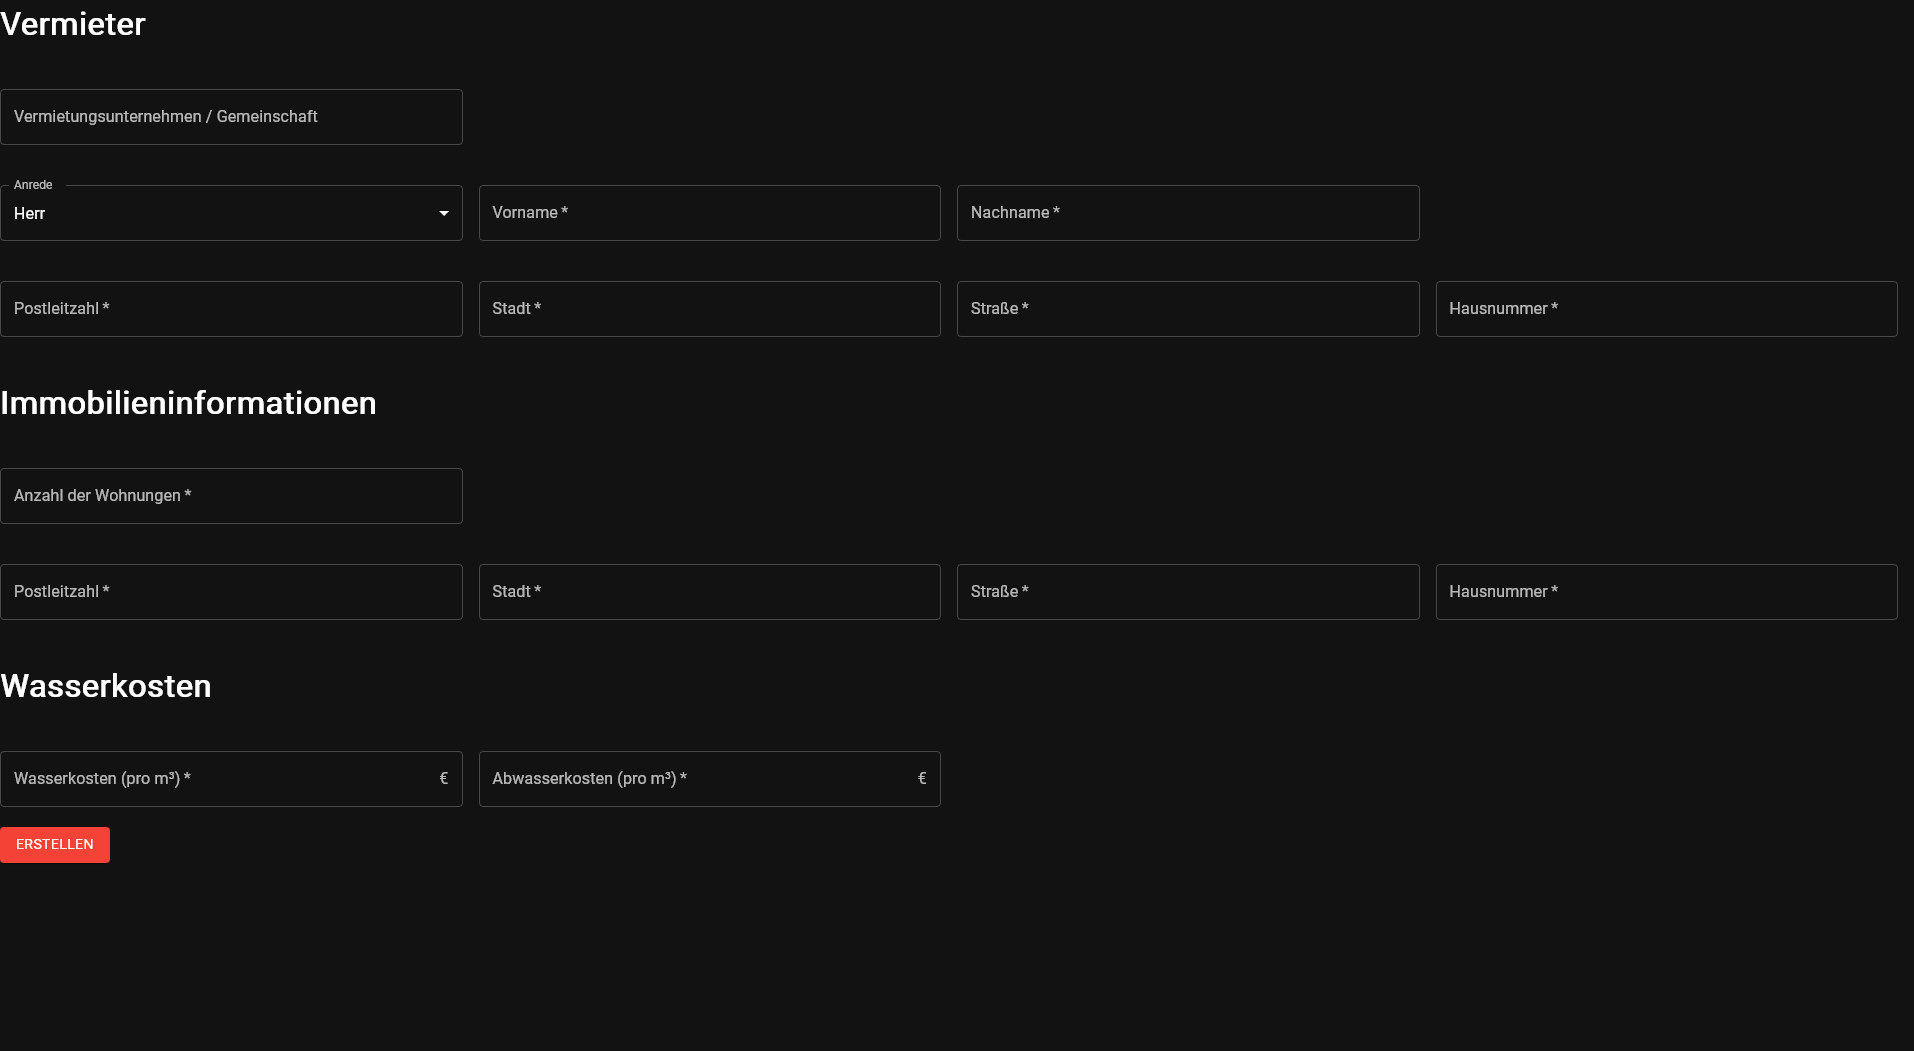 Vermieter
Vermietungsunternehmen / Gemeinschaft
Anrede
Herr
Vorname *
Nachname *
Postleitzahl *
Stadt *
Straße *
Hausnummer *
Immobilieninformationen
Anzahl der Wohnungen *
Postleitzahl *
Stadt *
Straße *
Hausnummer *
Wasserkosten
Wasserkosten (pro m³) *
€
Abwasserkosten (pro m³) *
€
ERSTELLEN